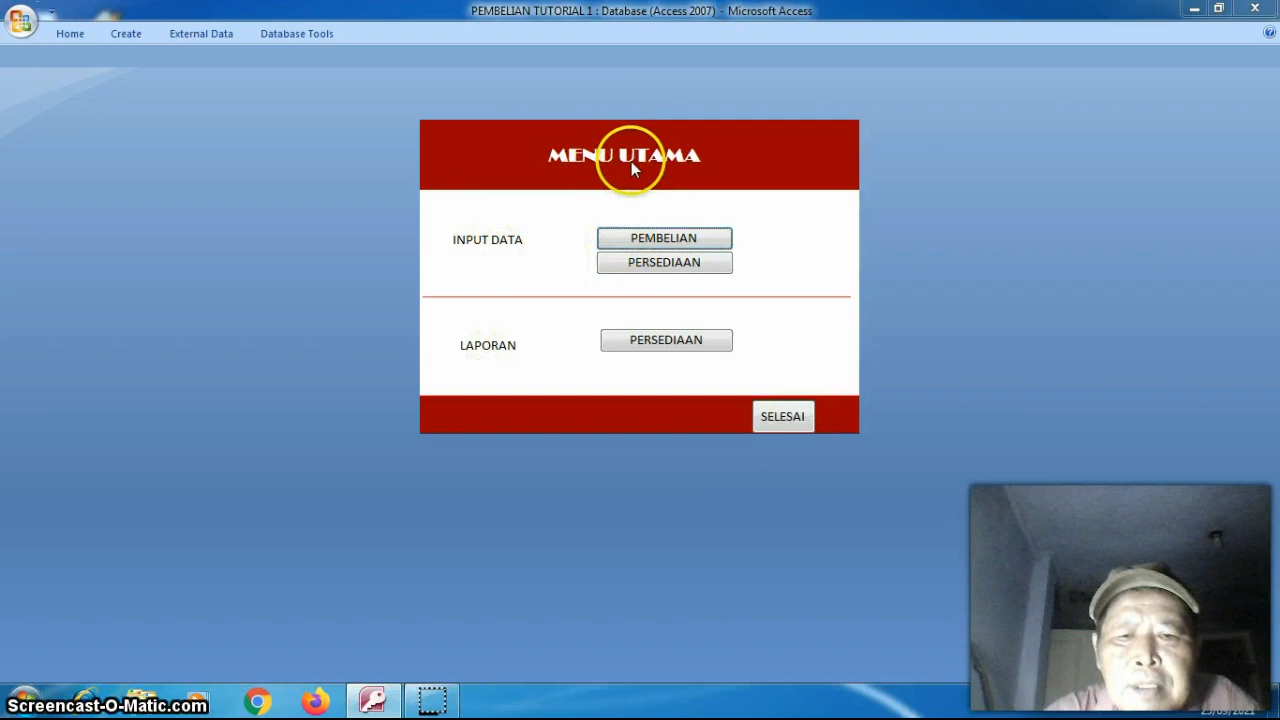 PEMBELIAN TUTORIAL 1 : Database (Access 2007) - Microsoft Access
Home Create External Data Database Tools
MENU UTAMA
INPUT DATA PEMBELIAN
PERSEDIAAN
LAPORAN PERSEDIAAN
SELESAI
Screencast-O-Matic.com